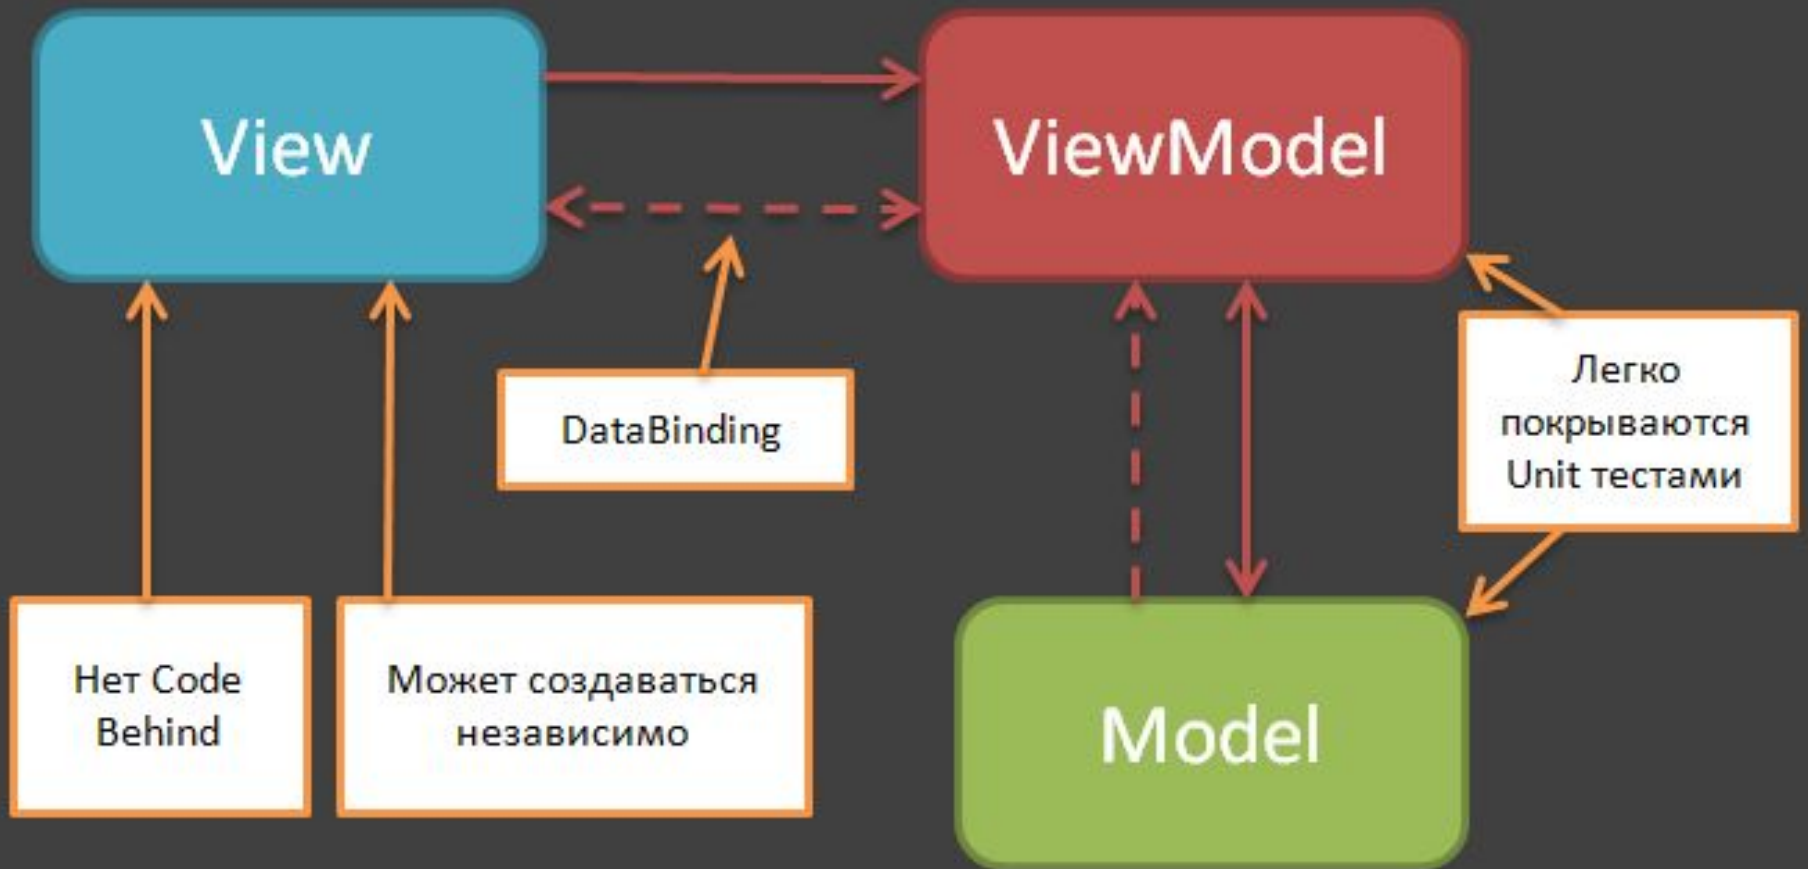 View
ViewModel
DataBinding
Легко
покрываются
Unit тестами
Нет Code
Behind
Может создаваться
независимо
Model